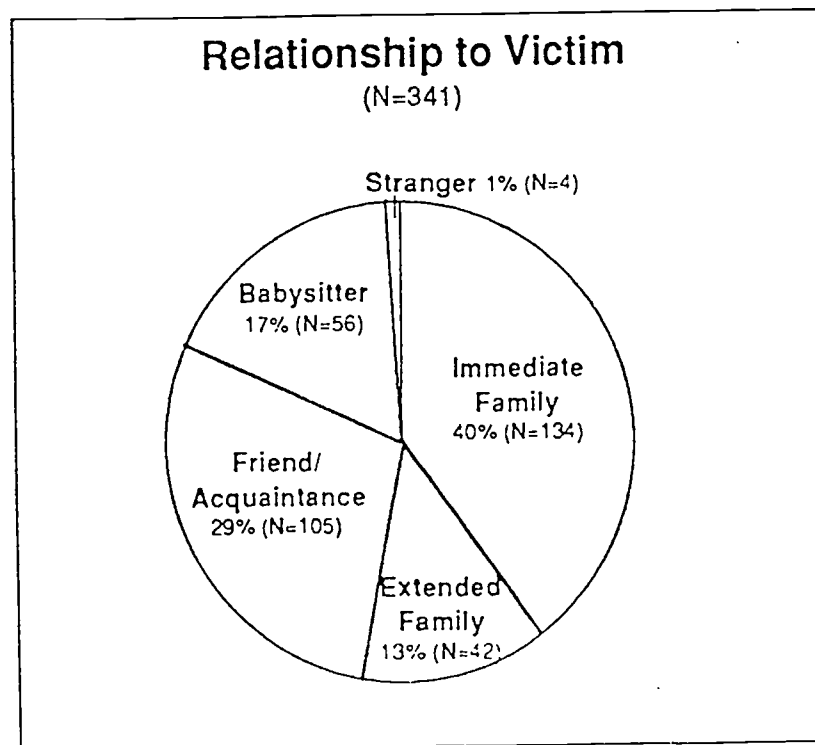 Relationship to Victim
(N=341)
Stranger 1% (N=4)
Babysitter
17% (N=56)
Immediate
Family
40% (N=134)
Friend/
Acquaintance
29% (N=105)
Extended
Family
13% (N=42)